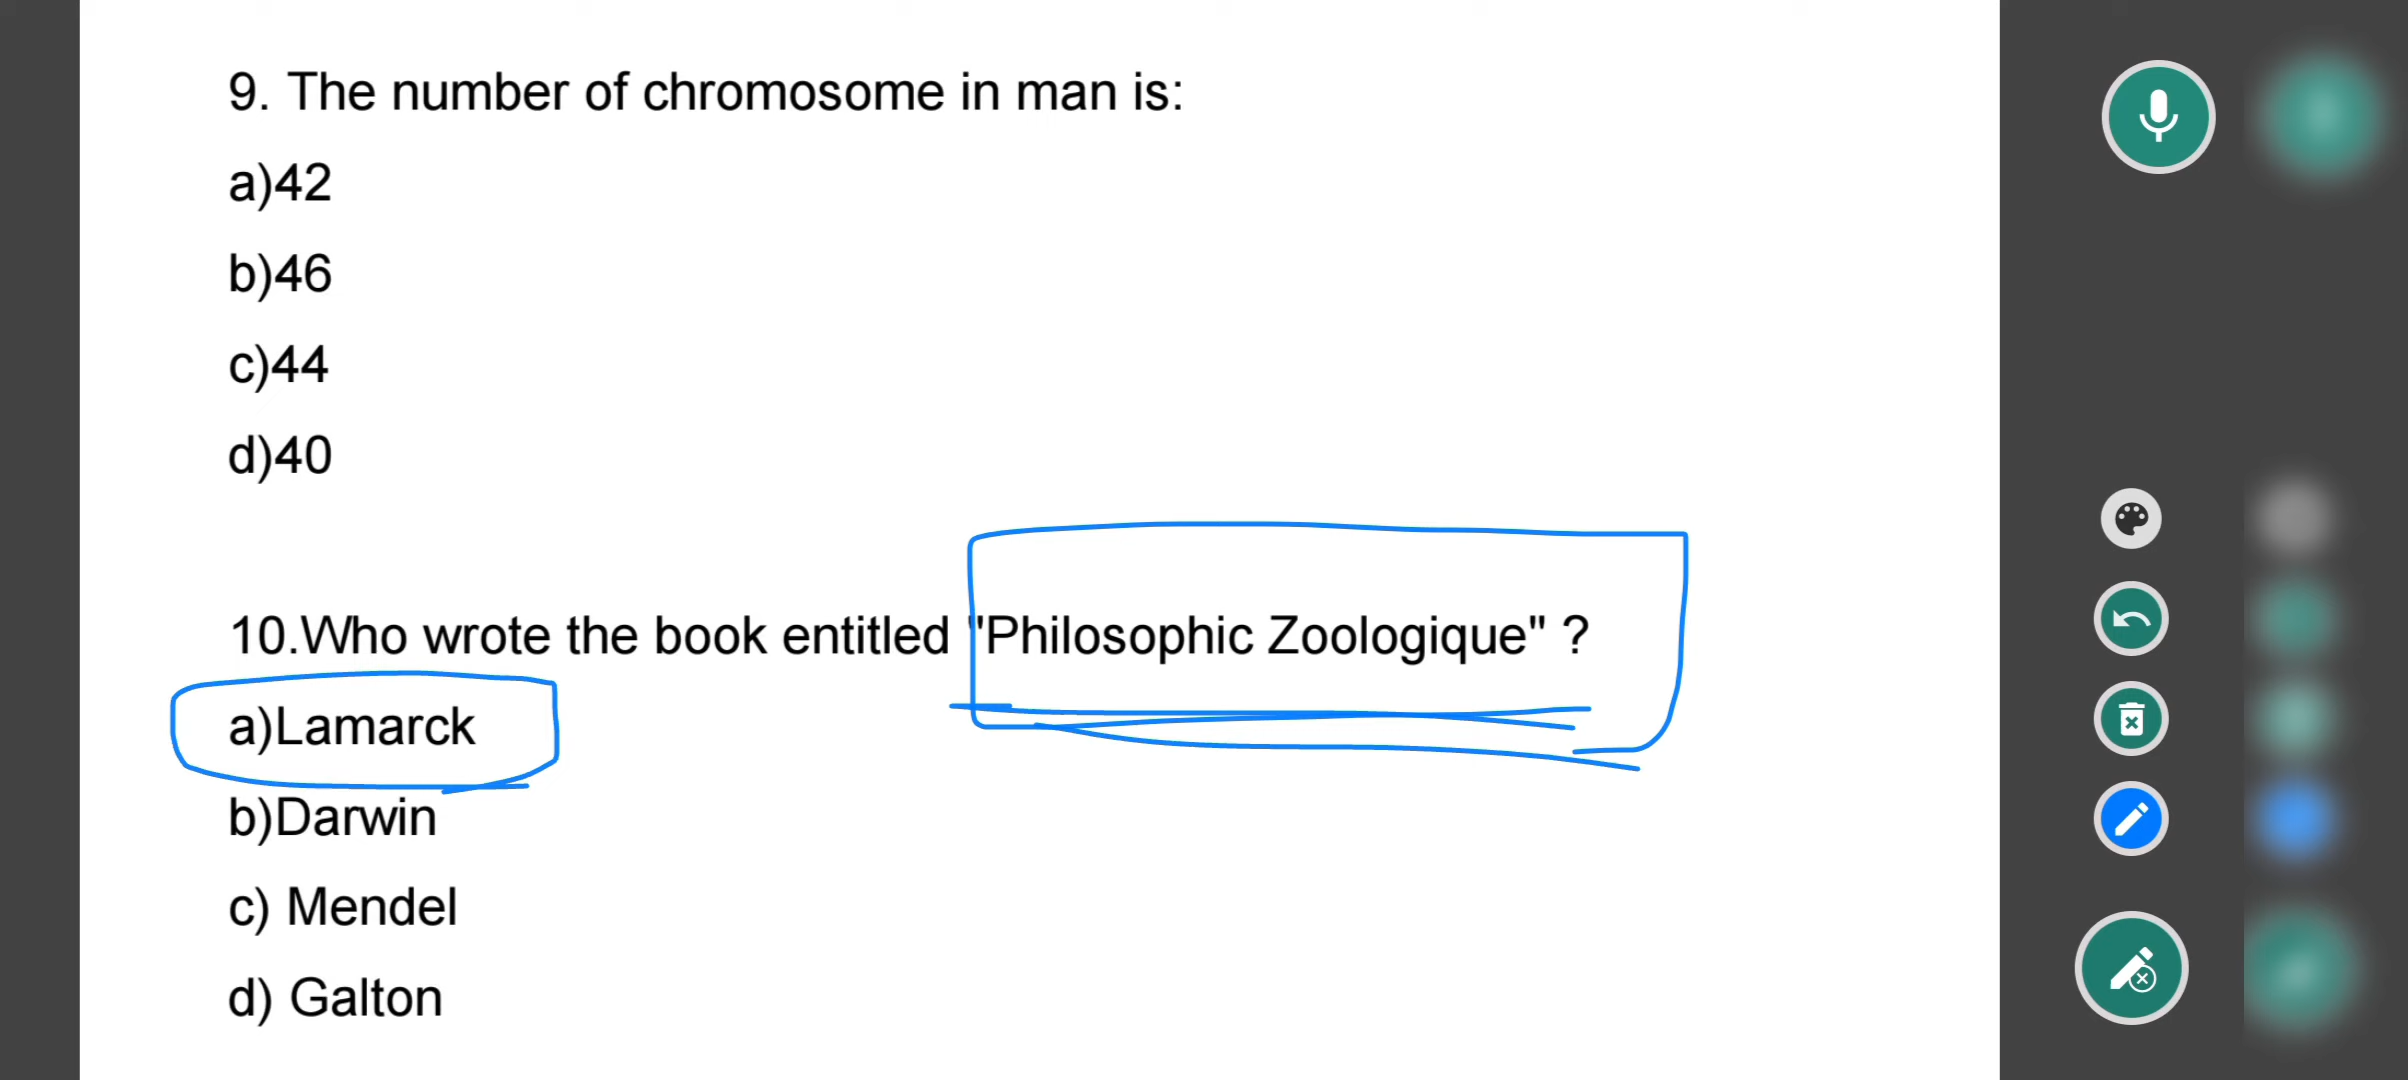 9. The number of chromosome in man is:
a)42
b)46
c)44
d)40
10.Who wrote the book entitled "Philosophic Zoologique" ?
a)Lamarck
b)Darwin
c) Mendel
d) Galton